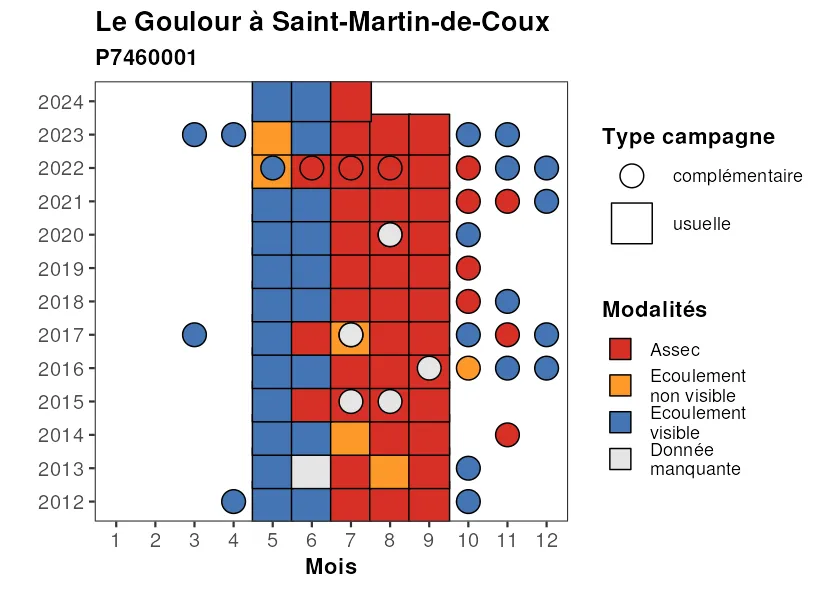 Le Goulour à Saint-Martin-de-Coux
P7460001
2024
2023
2022
2021
2020
2019
2018
2017
2016
2015
2014
2013
2012
1 2 3 4 5 6 7 8 9 10 11 12
Mois
Type campagne
complémentaire
usuelle
Modalités
Assec
Ecoulement
non visible
Ecoulement
visible
Donnée
manquante